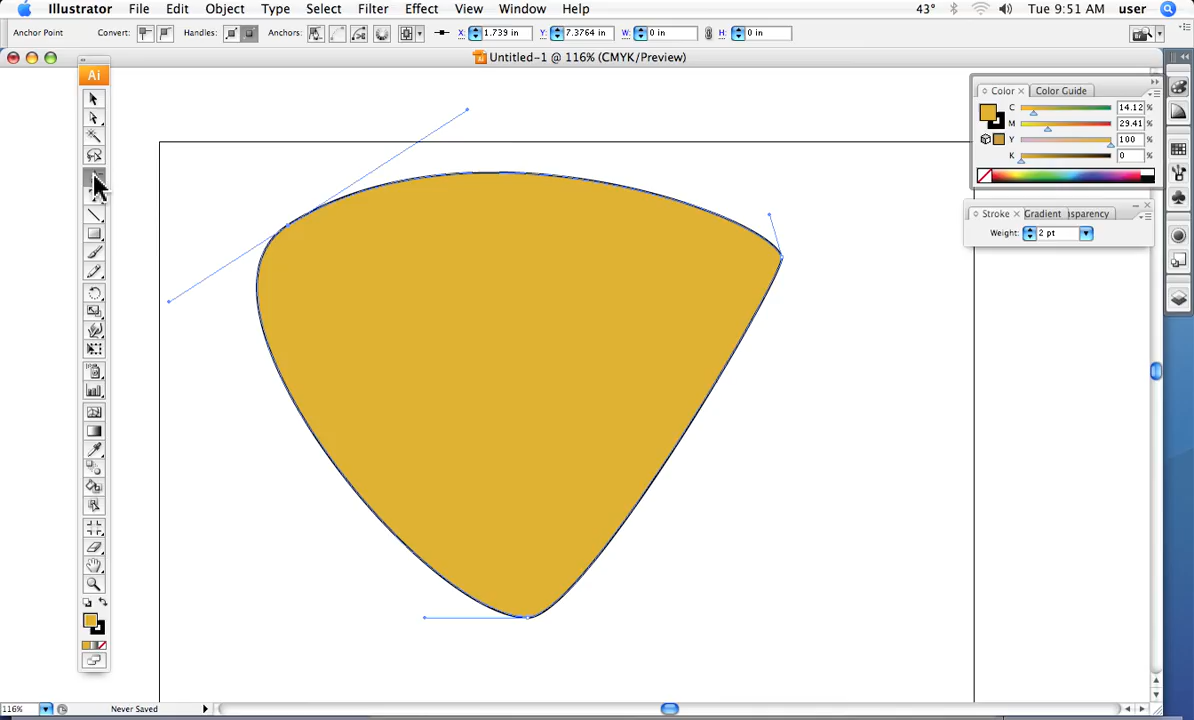 Illustrator File Edit Object Type Select Filter Effect View Window Help 43° Tue 9:51 AM user
Anchor Point Convert: Handles: Anchors: X: 1.739 in Y: 7.3764 in W: 0 in H: 0 in
Untitled-1 @ 116% (CMYK/Preview)
Ai
Color × Color Guide
C 14.12 %
M 29.41 %
Y 100 %
K 0 %
Stroke × Gradient sparency
Weight: 2 pt
116% Never Saved